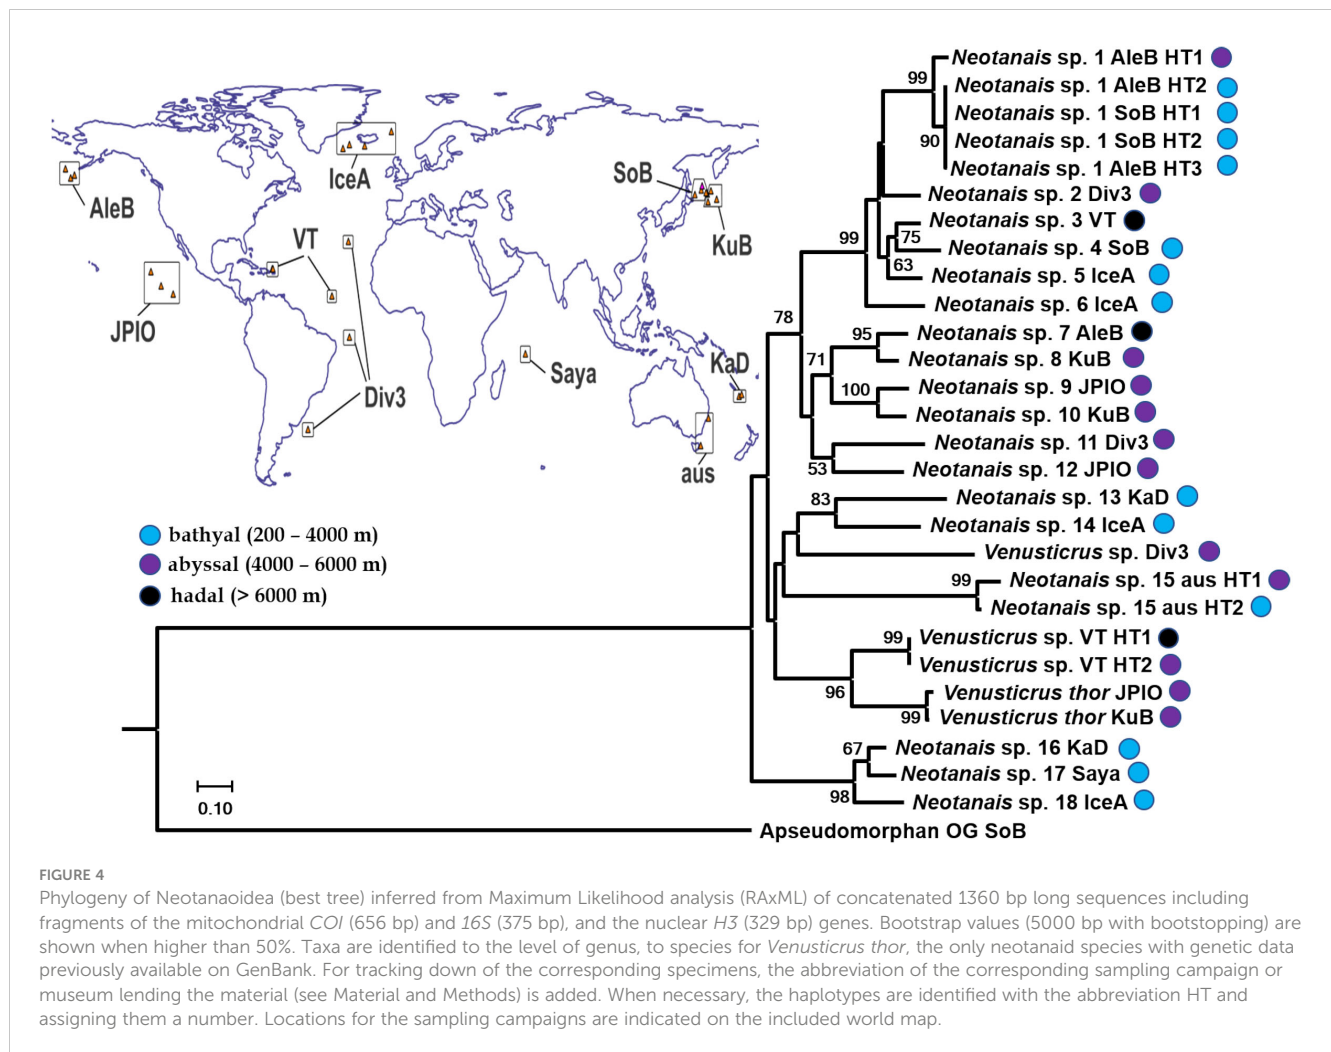 IceA
AleB
SoB
KuB
VT
JPIO
Saya
KaD
Div3
aus
bathyal (200 – 4000 m)
abyssal (4000 – 6000 m)
hadal (> 6000 m)
0.10
Neotanais sp. 1 AleB HT1
99
Neotanais sp. 1 AleB HT2
Neotanais sp. 1 SoB HT1
90
Neotanais sp. 1 SoB HT2
Neotanais sp. 1 AleB HT3
Neotanais sp. 2 Div3
Neotanais sp. 3 VT
99
75
Neotanais sp. 4 SoB
63
Neotanais sp. 5 IceA
Neotanais sp. 6 IceA
78
95
Neotanais sp. 7 AleB
71
Neotanais sp. 8 KuB
100
Neotanais sp. 9 JPIO
Neotanais sp. 10 KuB
Neotanais sp. 11 Div3
53
Neotanais sp. 12 JPIO
83
Neotanais sp. 13 KaD
Neotanais sp. 14 IceA
Venusticrus sp. Div3
99
Neotanais sp. 15 aus HT1
Neotanais sp. 15 aus HT2
99
Venusticrus sp. VT HT1
Venusticrus sp. VT HT2
96
Venusticrus thor JPIO
99
Venusticrus thor KuB
67
Neotanais sp. 16 KaD
Neotanais sp. 17 Saya
98
Neotanais sp. 18 IceA
Apseudomorphan OG SoB
FIGURE 4
Phylogeny of Neotanaoidea (best tree) inferred from Maximum Likelihood analysis (RAxML) of concatenated 1360 bp long sequences including
fragments of the mitochondrial COI (656 bp) and 16S (375 bp), and the nuclear H3 (329 bp) genes. Bootstrap values (5000 bp with bootstopping) are
shown when higher than 50%. Taxa are identified to the level of genus, to species for Venusticrus thor, the only neotanaid species with genetic data
previously available on GenBank. For tracking down of the corresponding specimens, the abbreviation of the corresponding sampling campaign or
museum lending the material (see Material and Methods) is added. When necessary, the haplotypes are identified with the abbreviation HT and
assigning them a number. Locations for the sampling campaigns are indicated on the included world map.